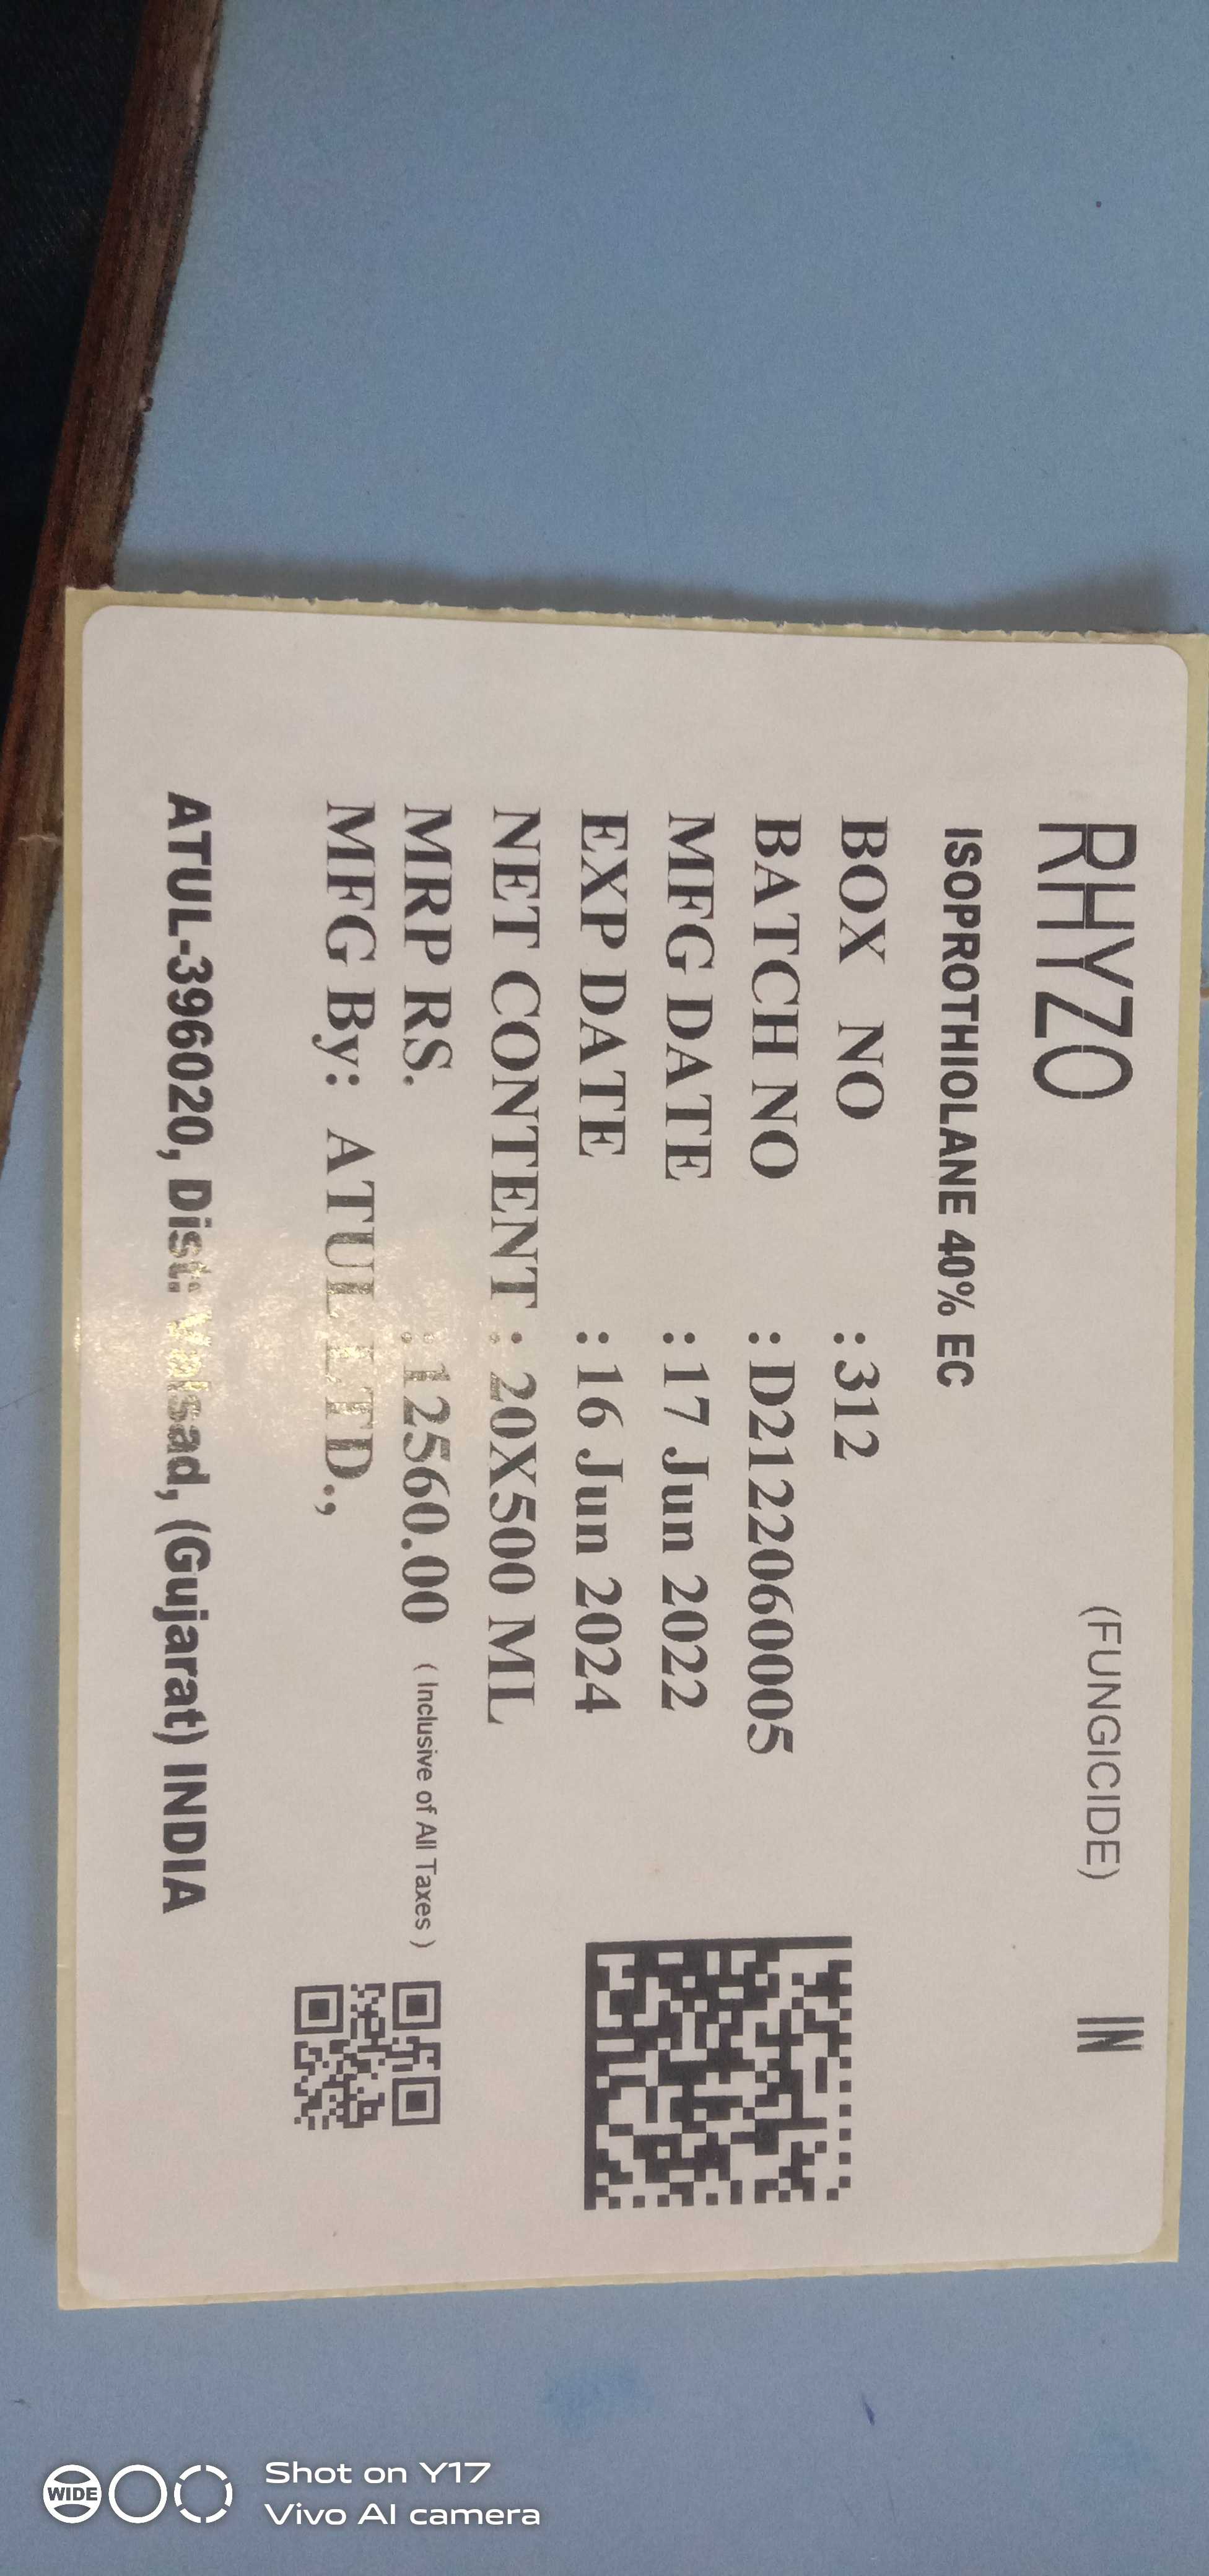 RHYZO (FUNGICIDE) IN
ISOPROTHIOLANE 40% EC
BOX NO :312
BATCH NO :D212206005
MFG DATE :17 Jun 2022
EXP DATE :16 Jun 2024
NET CONTENT : 20X500 ML
MRP RS. :12560.00 ( Inclusive of All Taxes )
MFG By: ATUL LTD.,
ATUL-396020, Dist: Valsad, (Gujarat) INDIA
WIDE
Shot on Y17
Vivo AI camera